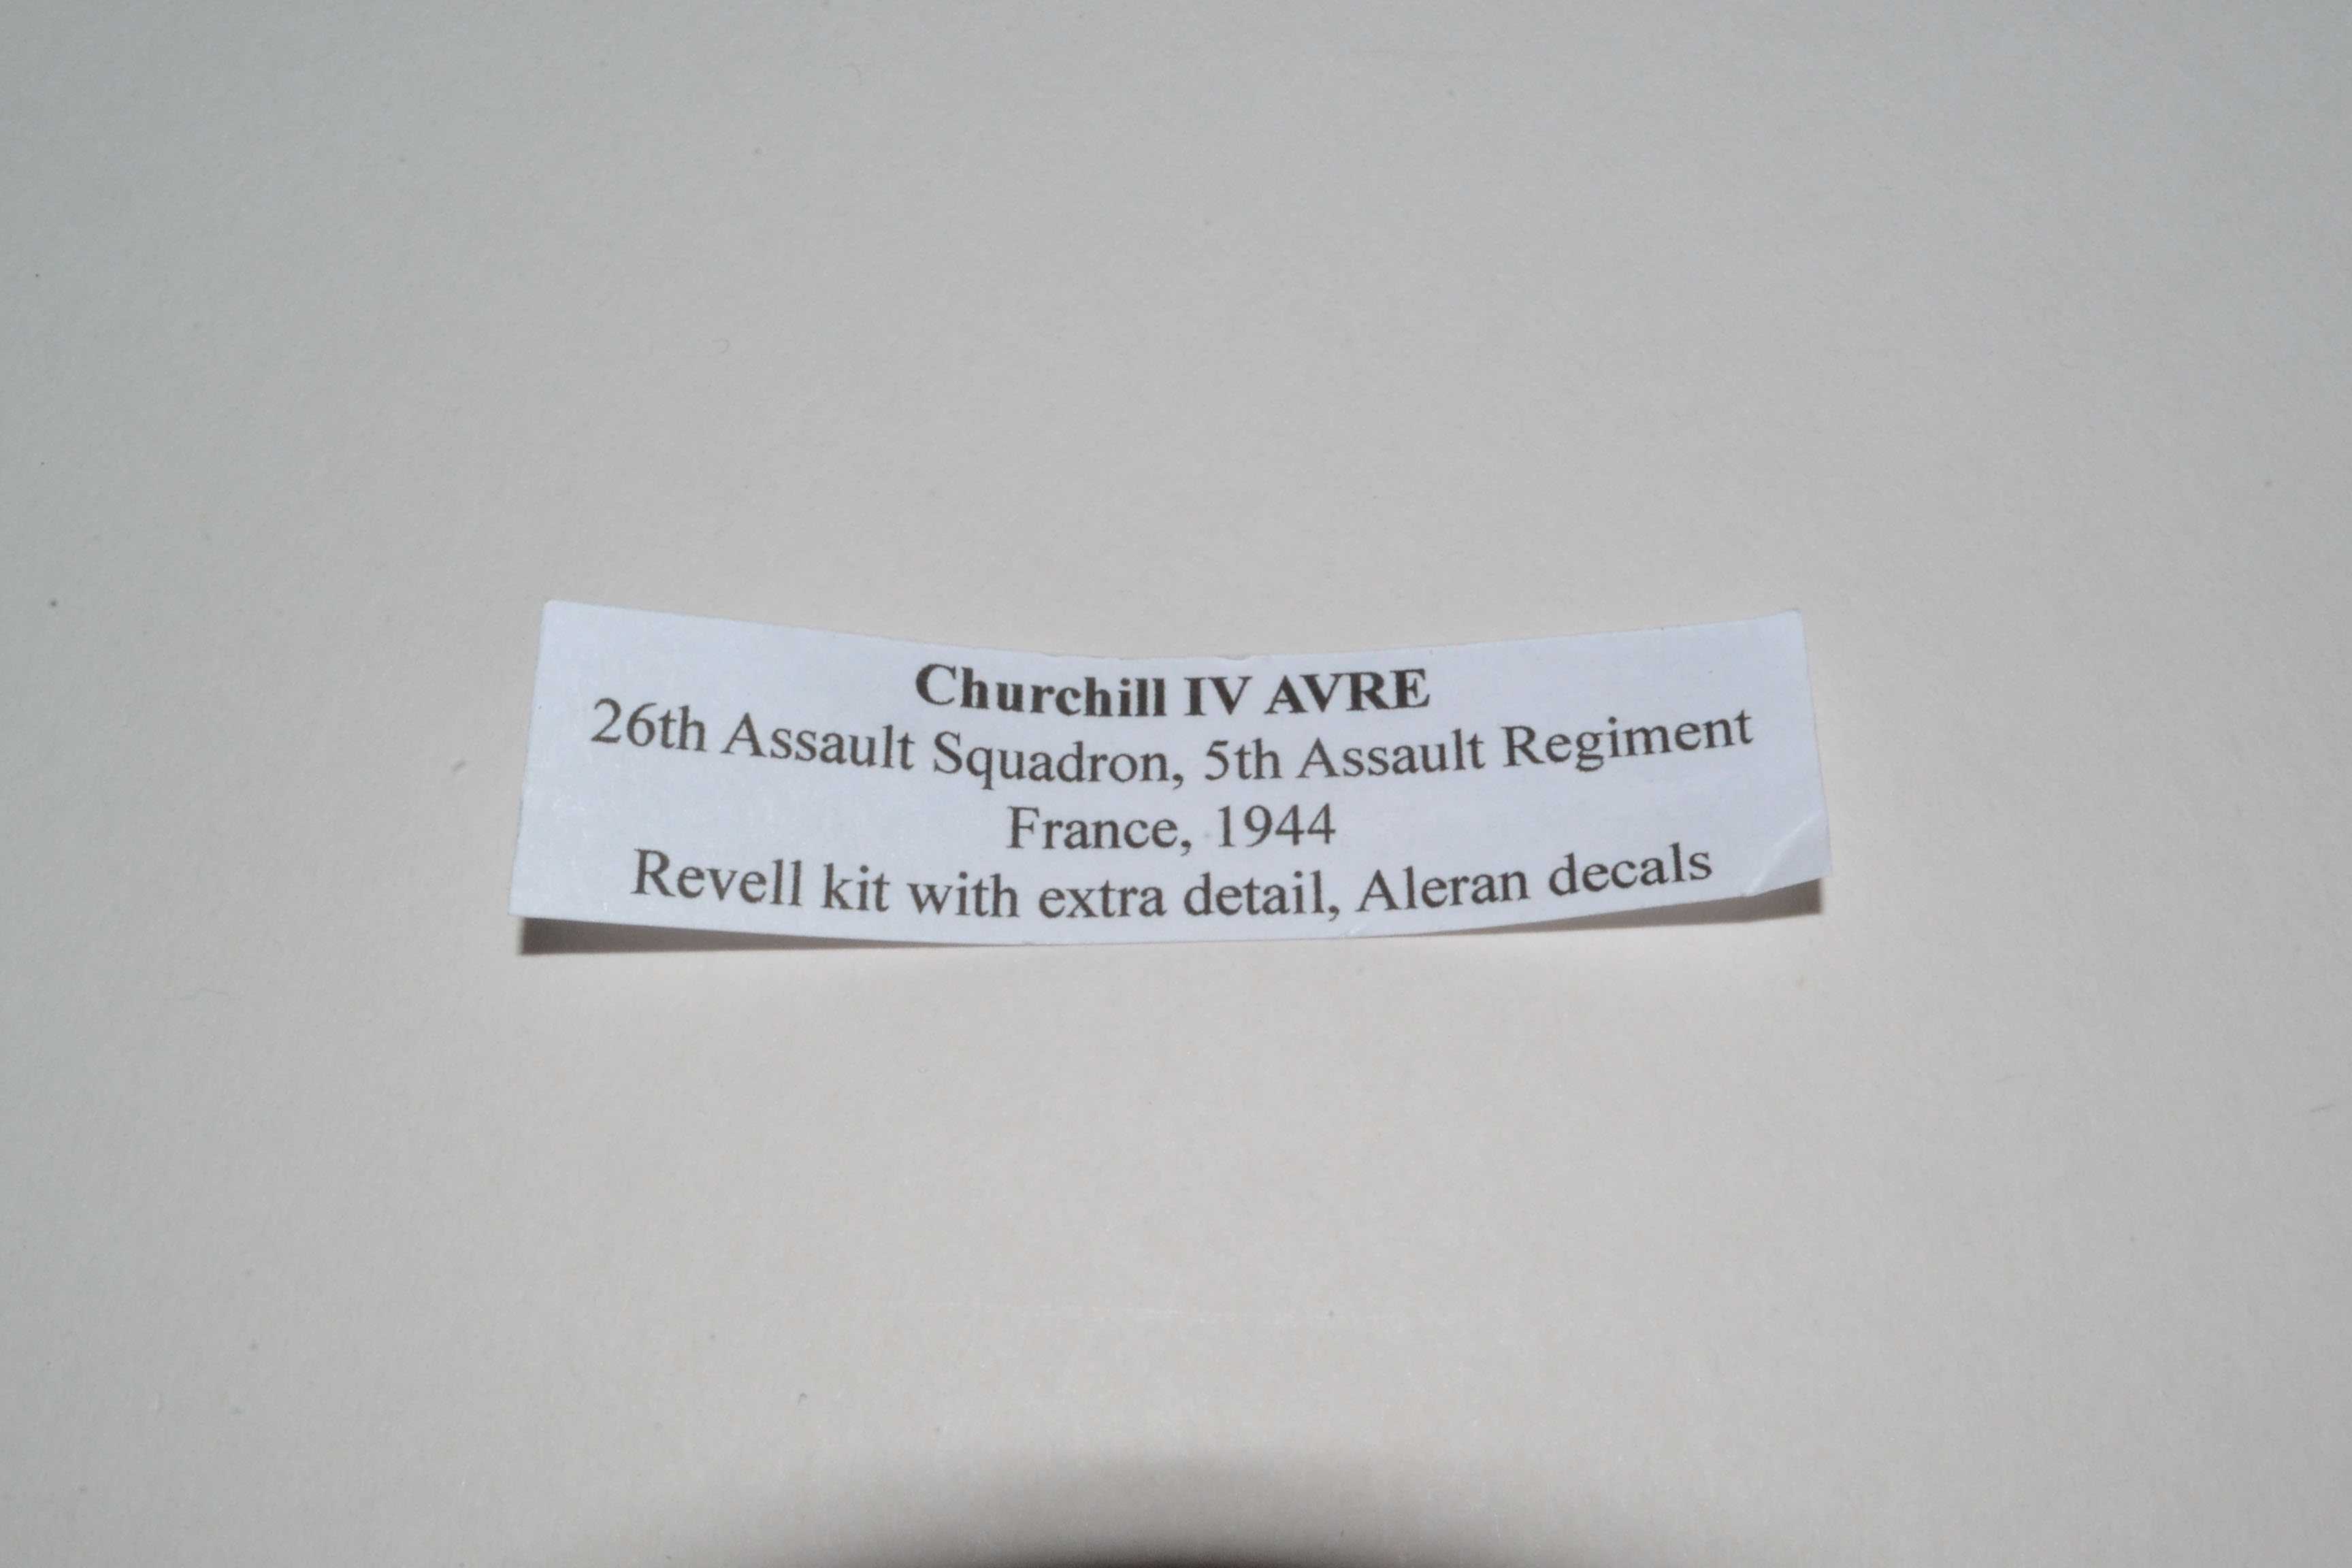 Churchill IV AVRE
26th Assault Squadron, 5th Assault Regiment
France, 1944
Revell kit with extra detail, Aleran decals